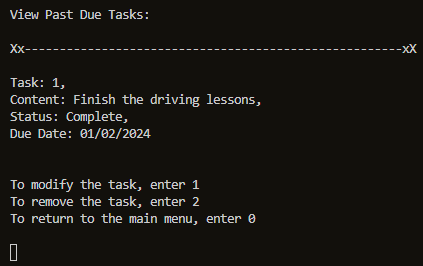 View Past Due Tasks:
Xx------------------------------------------------------xX
Task: 1,
Content: Finish the driving lessons,
Status: Complete,
Due Date: 01/02/2024
To modify the task, enter 1
To remove the task, enter 2
To return to the main menu, enter 0